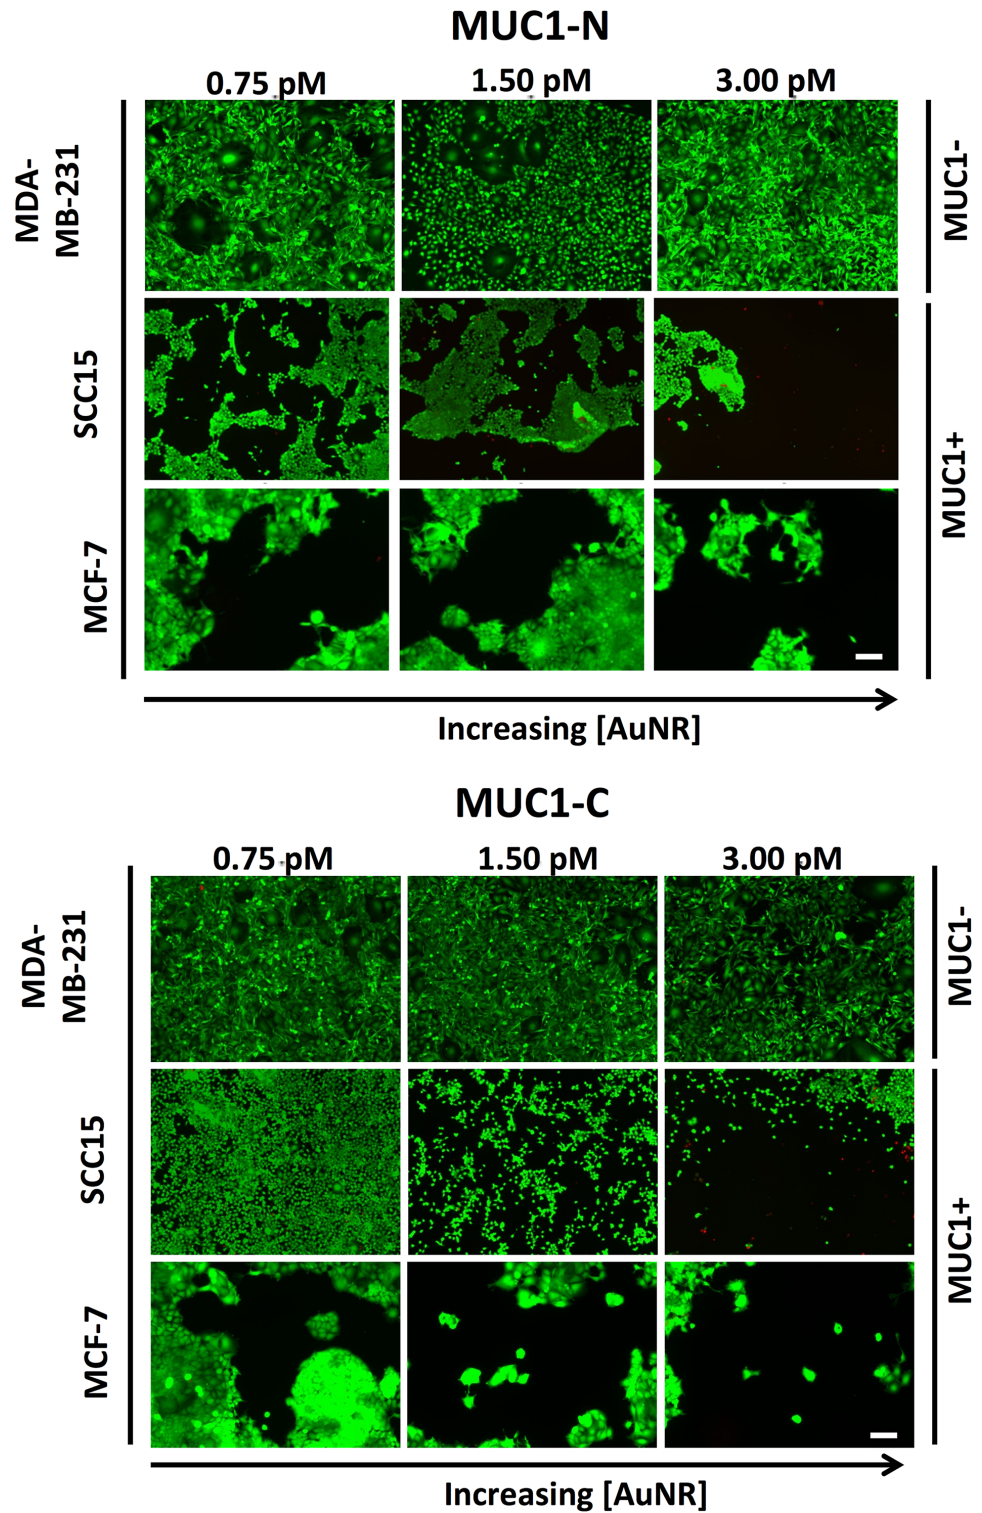 MUC1-N
0.75 pM
1.50 pM
3.00 pM
MDA-
MB-231
MUC1-
SCC15
MUC1+
MCF-7
Increasing [AuNR]
MUC1-C
0.75 pM
1.50 pM
3.00 pM
MDA-
MB-231
MUC1-
SCC15
MUC1+
MCF-7
Increasing [AuNR]